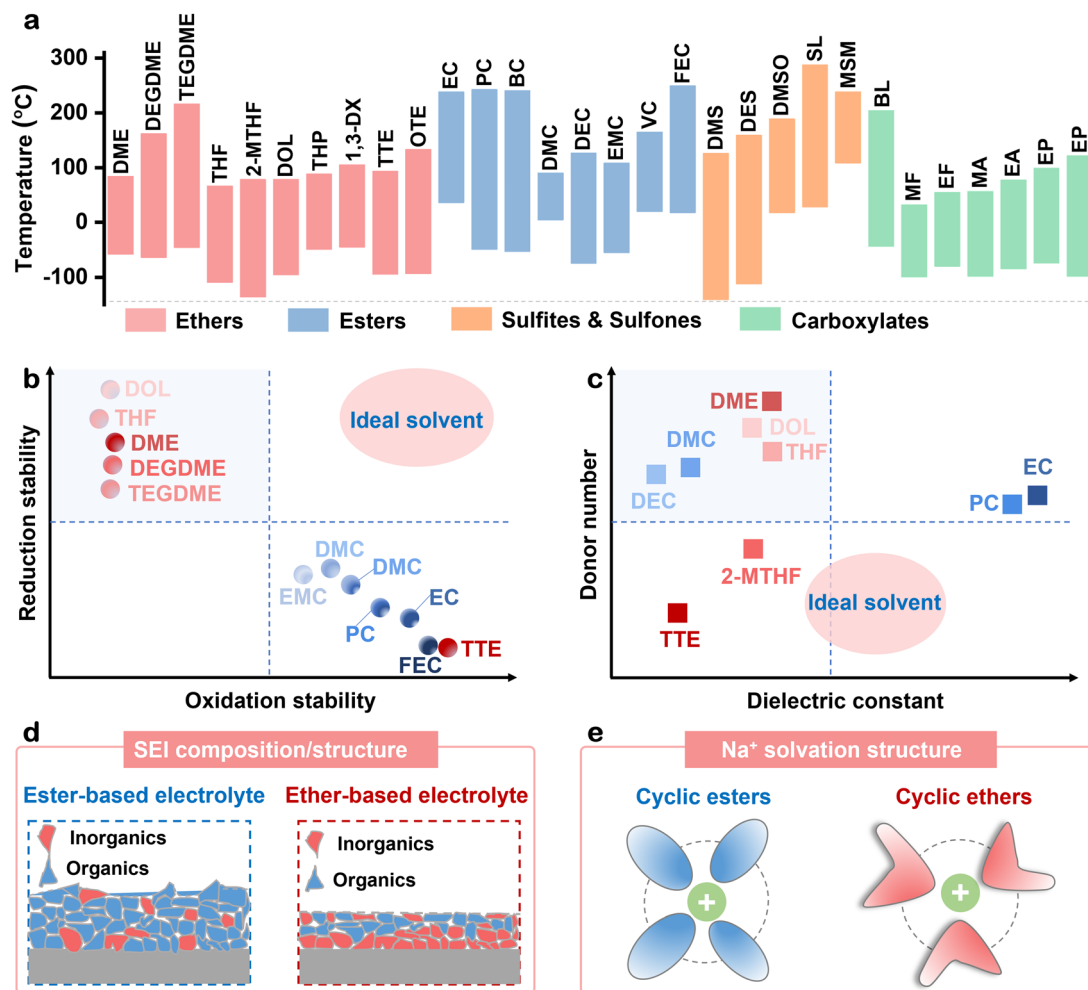 a
Temperature (°C)
300
200
100
0
-100
DME
DEGDME
TEGDME
THF
2-MTHF
DOL
THP
1,3-DX
TTE
OTE
EC
PC
BC
DMC
DEC
EMC
VC
FEC
DMS
DES
DMSO
SL
MSM
BL
MF
EF
MA
EA
EP
EP
Ethers
Esters
Sulfites & Sulfones
Carboxylates
b
Reduction stability
DOL
THF
DME
DEGDME
TEGDME
Ideal solvent
DMC
EMC
DMC
PC
EC
FEC
TTE
Oxidation stability
c
Donor number
DME
DOL
THF
DMC
DEC
EC
PC
2-MTHF
TTE
Ideal solvent
Dielectric constant
d
SEI composition/structure
Ester-based electrolyte
Inorganics
Organics
Ether-based electrolyte
Inorganics
Organics
e
Na⁺ solvation structure
Cyclic esters
+
Cyclic ethers
+